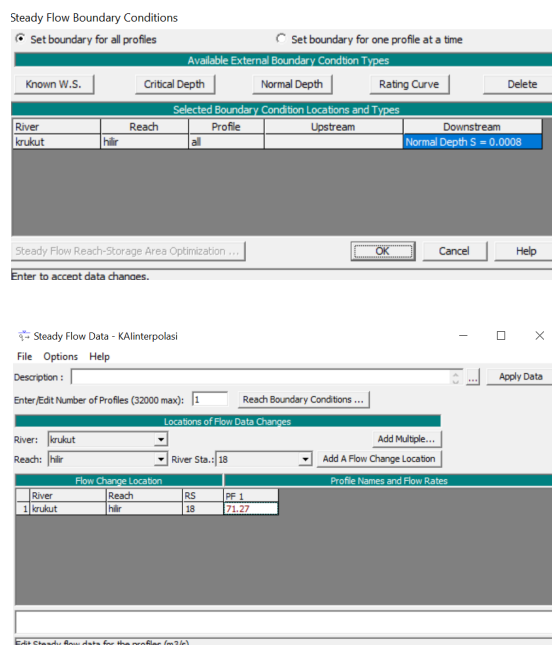 Steady Flow Boundary Conditions
Set boundary for all profiles Set boundary for one profile at a time
Available External Boundary Condtion Types
Known W.S. Critical Depth Normal Depth Rating Curve Delete
Selected Boundary Condition Locations and Types
River Reach Profile Upstream Downstream
krukut hilir all Normal Depth S = 0.0008
Steady Flow Reach-Storage Area Optimization ... OK Cancel Help
Enter to accept data changes.
Steady Flow Data - KAIinterpolasi
File Options Help
Description : ... Apply Data
Enter/Edit Number of Profiles (32000 max): 1 Reach Boundary Conditions ...
Locations of Flow Data Changes
River: krukut Add Multiple...
Reach: hilir River Sta.: 18 Add A Flow Change Location
Flow Change Location Profile Names and Flow Rates
River Reach RS PF 1
1 krukut hilir 18 71.27
Edit Steady flow data for the profiles (m3/s)